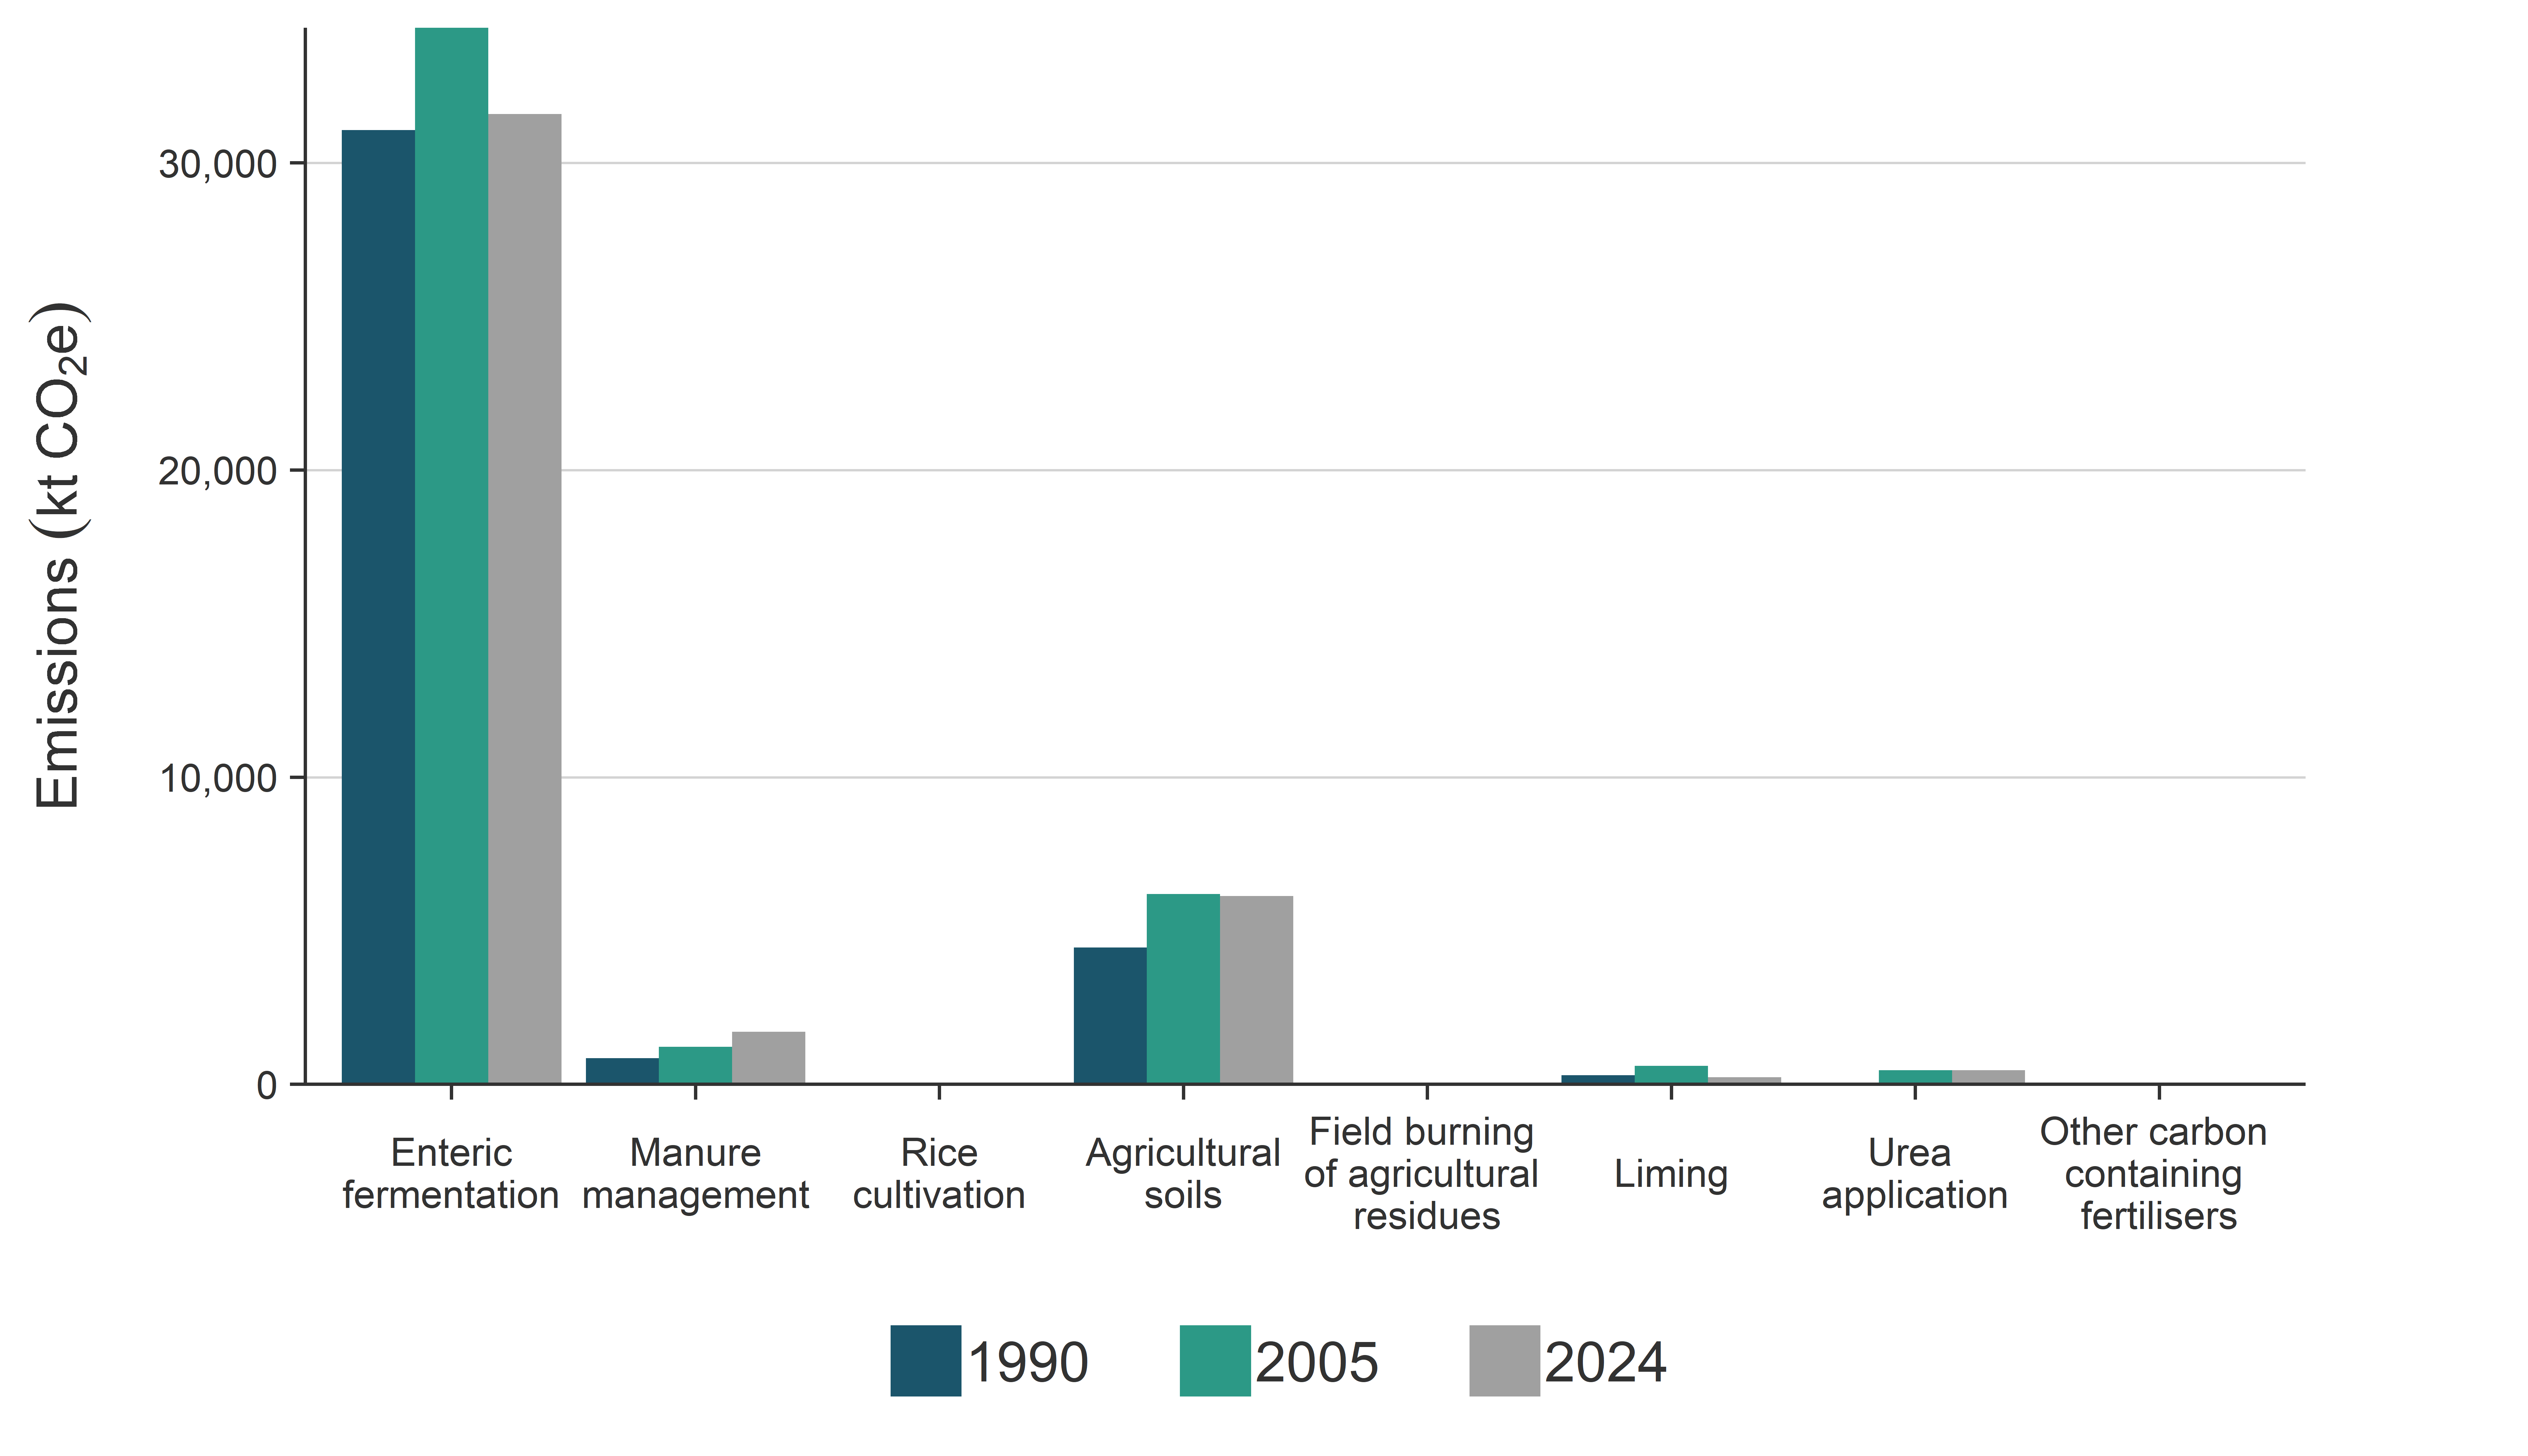 Emissions (kt CO₂e)
30,000
20,000
10,000
0
Enteric
fermentation
Manure
management
Rice
cultivation
Agricultural
soils
Field burning
of agricultural
residues
Liming
Urea
application
Other carbon
containing
fertilisers
1990
2005
2024